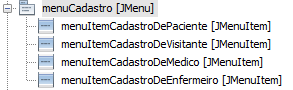 menuCadastro [JMenu]
menuItemCadastroDePaciente [JMenuItem]
menuItemCadastroDeVisitante [JMenuItem]
menuItemCadastroDeMedico [JMenuItem]
menuItemCadastroDeEnfermeiro [JMenuItem]